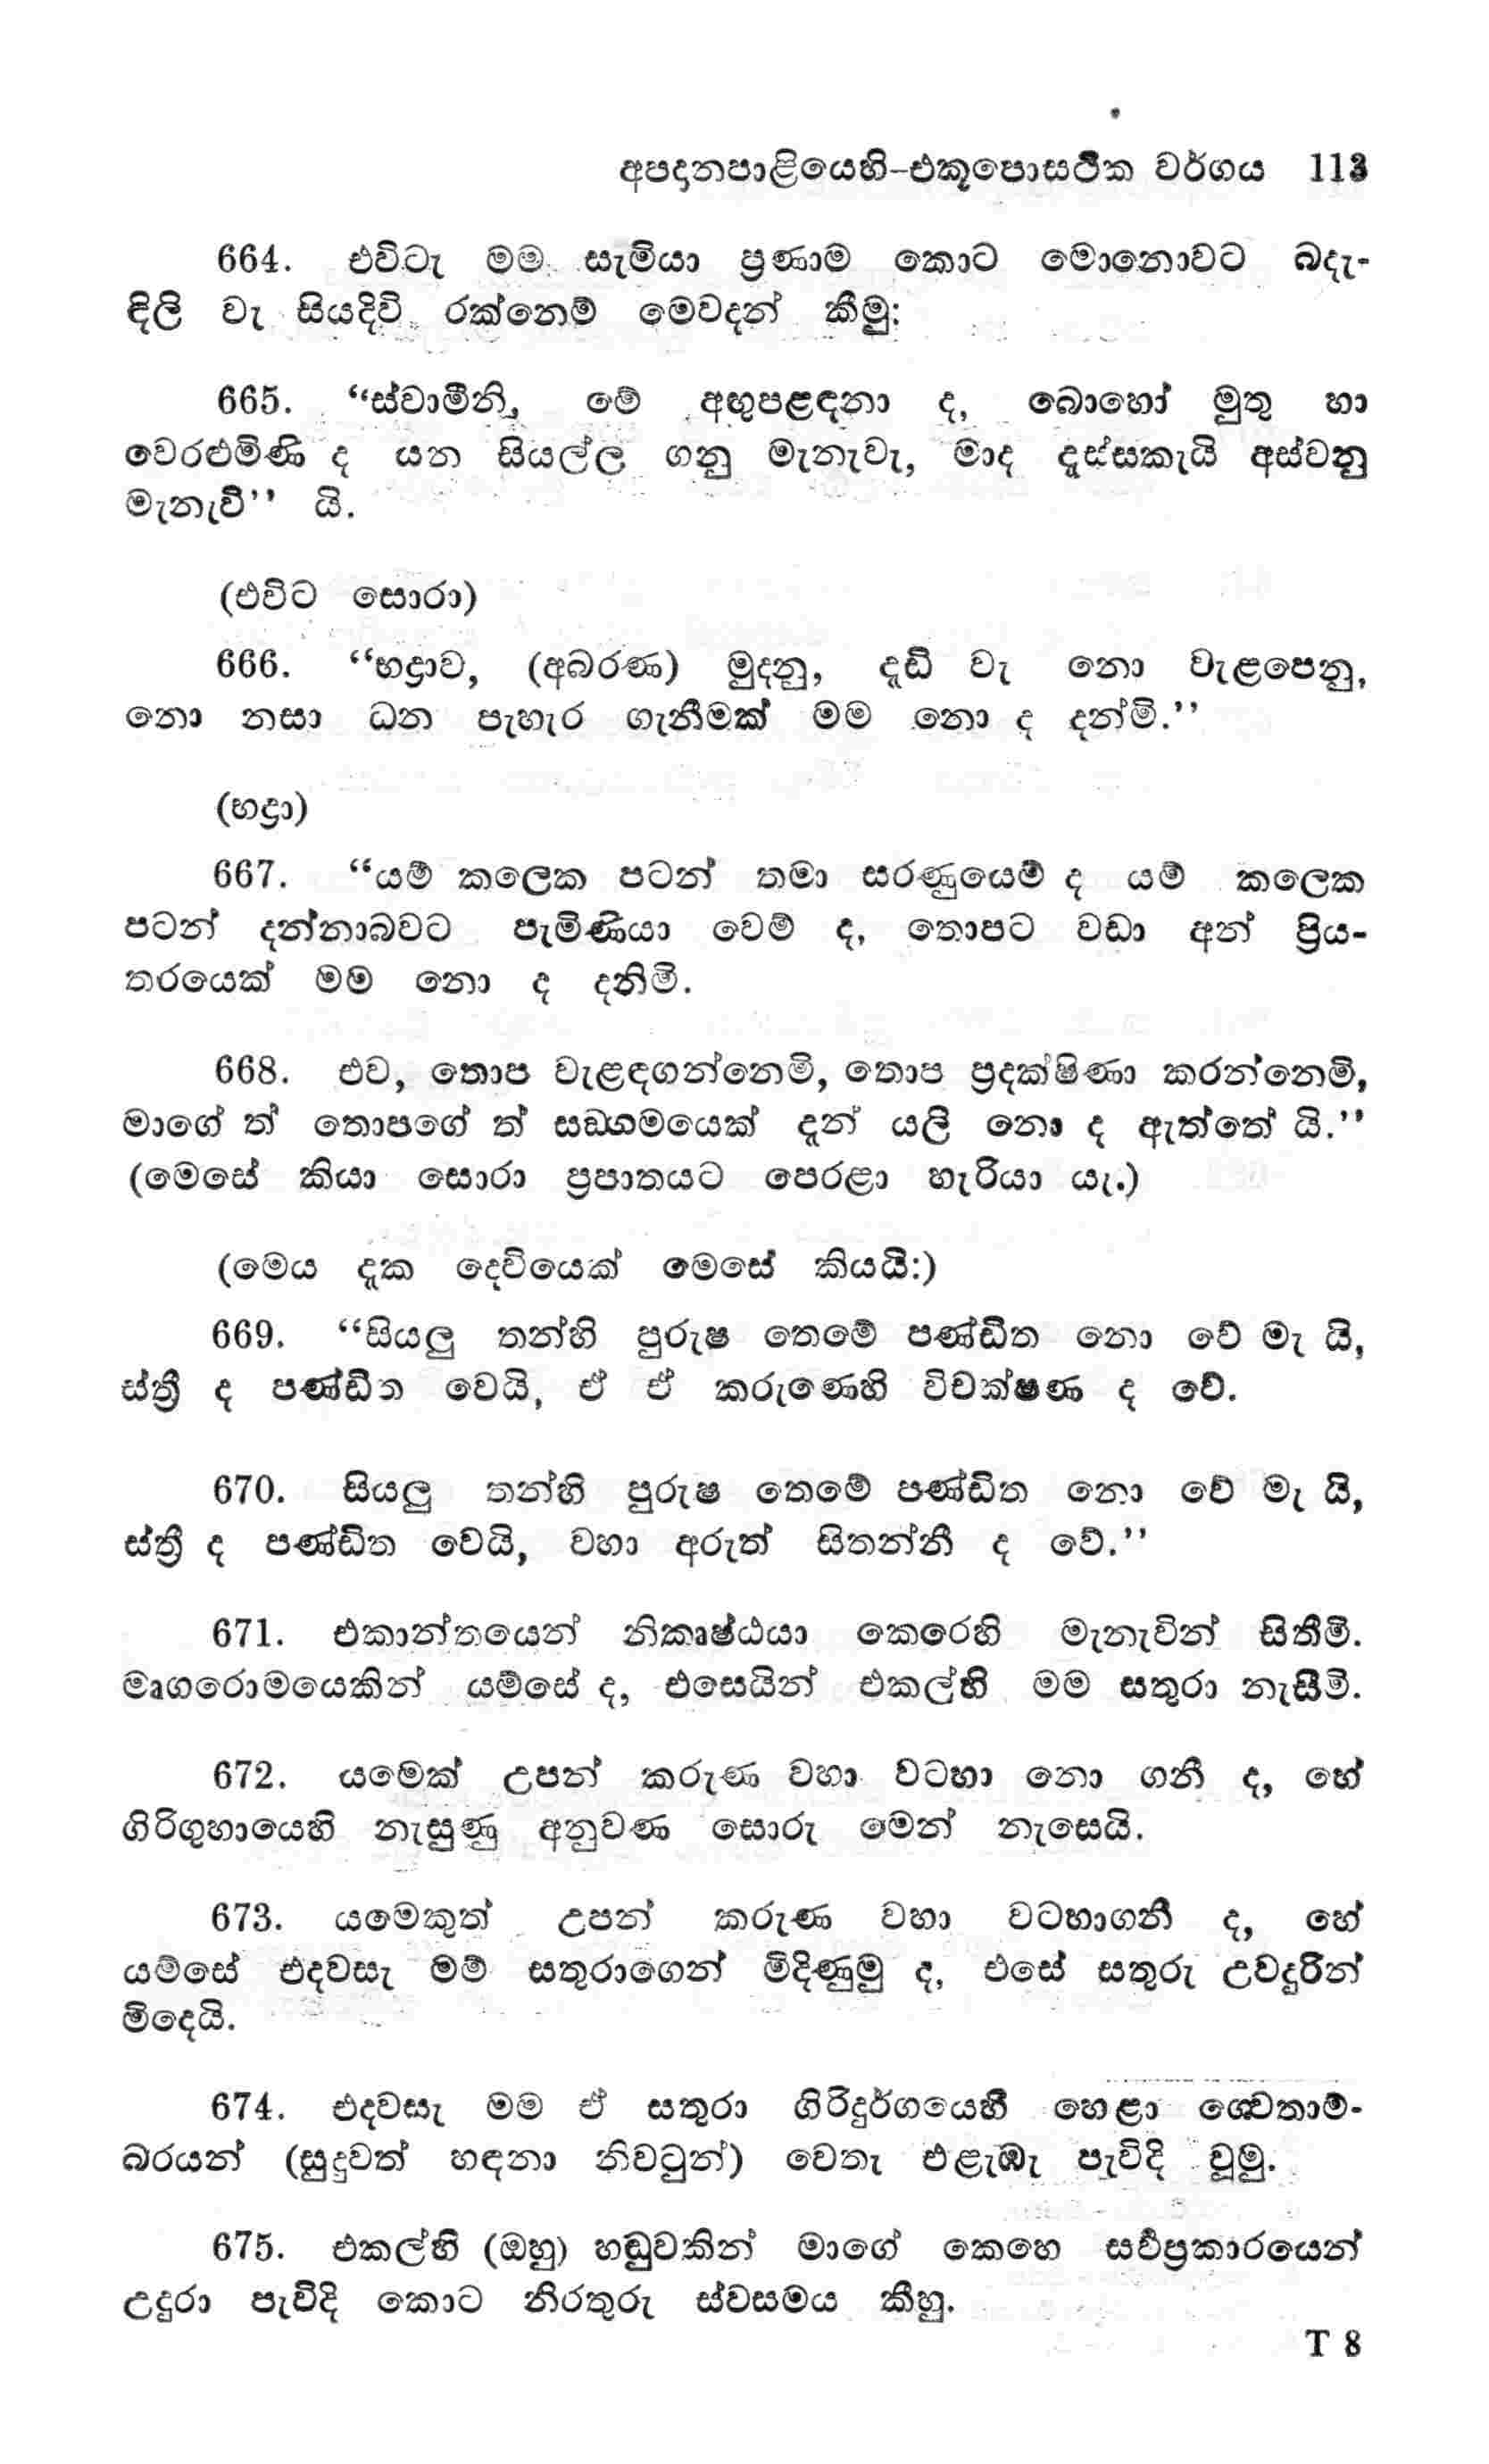 අපදානපාළියෙහි-එකූපොසථික වර්ගය 113
664. එවිටැ මම සැමියා ප්‍රණාම කොට මොනොවට බදැ-
ඳිලි වැ සියදිවි රක්නෙම් මෙවදන් කීමු:
665. “ස්වාමීනි, මේ අඟුපළඳනා ද, බොහෝ මුතු හා
වෙරළුමිණි ද යන සියල්ල ගනු මැනැවැ, මාද දෑස්සකැයි අස්වනු
මැනැවි” යි.
(එවිට සොරා)
666. “භද්‍රාව, (අබරණ) මුදනු, දැඩි වැ නො වැළපෙනු,
නො නසා ධන පැහැර ගැනීමක් මම නො ද දන්මි.”
(භද්‍රා)
667. “යම් කලෙක පටන් තමා සරණුයෙම් ද යම් කලෙක
පටන් දන්නාබවට පැමිණියා වෙම් ද, තොපට වඩා අන් ප්‍රිය-
තරයෙක් මම නො ද දනිමි.
668. එව, තොප වැළඳගන්නෙමි, තොප ප්‍රදක්ෂිණා කරන්නෙමි,
මාගේ ත් තොපගේ ත් සඞ්ගමයෙක් දැන් යලි නො ද ඇත්තේ යි.”
(මෙසේ කියා සොරා ප්‍රපාතයට පෙරළා හැරියා යැ.)
(මෙය දැක දෙවියෙක් මෙසේ කියයි:)
669. “සියලු තන්හි පුරුෂ තෙමේ පණ්ඩිත නො වේ මැ යි,
ස්ත්‍රී ද පණ්ඩිත වෙයි, ඒ ඒ කරුණෙහි විචක්ෂණ ද වේ.
670. සියලු තන්හි පුරුෂ තෙමේ පණ්ඩිත නො වේ මැ යි,
ස්ත්‍රී ද පණ්ඩිත වෙයි, වහා අරුත් සිතන්නී ද වේ.”
671. එකාන්තයෙන් නිකෘෂ්ඨයා කෙරෙහි මැනැවින් සිතීමි.
මෘගරොමයෙකින් යම්සේ ද, එසෙයින් එකල්හි මම සතුරා නැසීමි.
672. යමෙක් උපන් කරුණ වහා වටහා නො ගනී ද, හේ
ගිරිගුහායෙහි නැසුණු අනුවණ සොරු මෙන් නැසෙයි.
673. යමෙකුත් උපන් කරුණ වහා වටහාගනී ද, හේ
යම්සේ එදවසැ මම් සතුරාගෙන් මිදිණුමු ද, එසේ සතුරු උවදුරින්
මිදෙයි.
674. එදවසැ මම ඒ සතුරා ගිරිදුර්ගයෙහි හෙළා ශ්වෙතාම්-
බරයන් (සුදුවත් හඳනා නිවටුන්) වෙතැ එළැඹැ පැවිදි වූමු.
675. එකල්හි (ඔහු) හඬුවකින් මාගේ කෙහෙ සර්‍වප්‍රකාරයෙන්
උදුරා පැවිදි කොට නිරතුරු ස්වසමය කීහු.
T 8